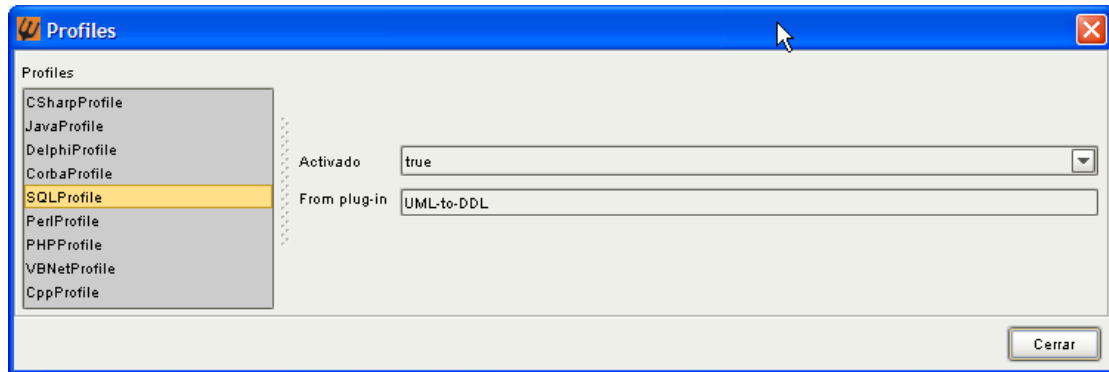 Profiles
Profiles
CSharpProfile
JavaProfile
DelphiProfile
CorbaProfile
SQLProfile
PerlProfile
PHPProfile
VBNetProfile
CppProfile
Activado
true
From plug-in
UML-to-DDL
Cerrar